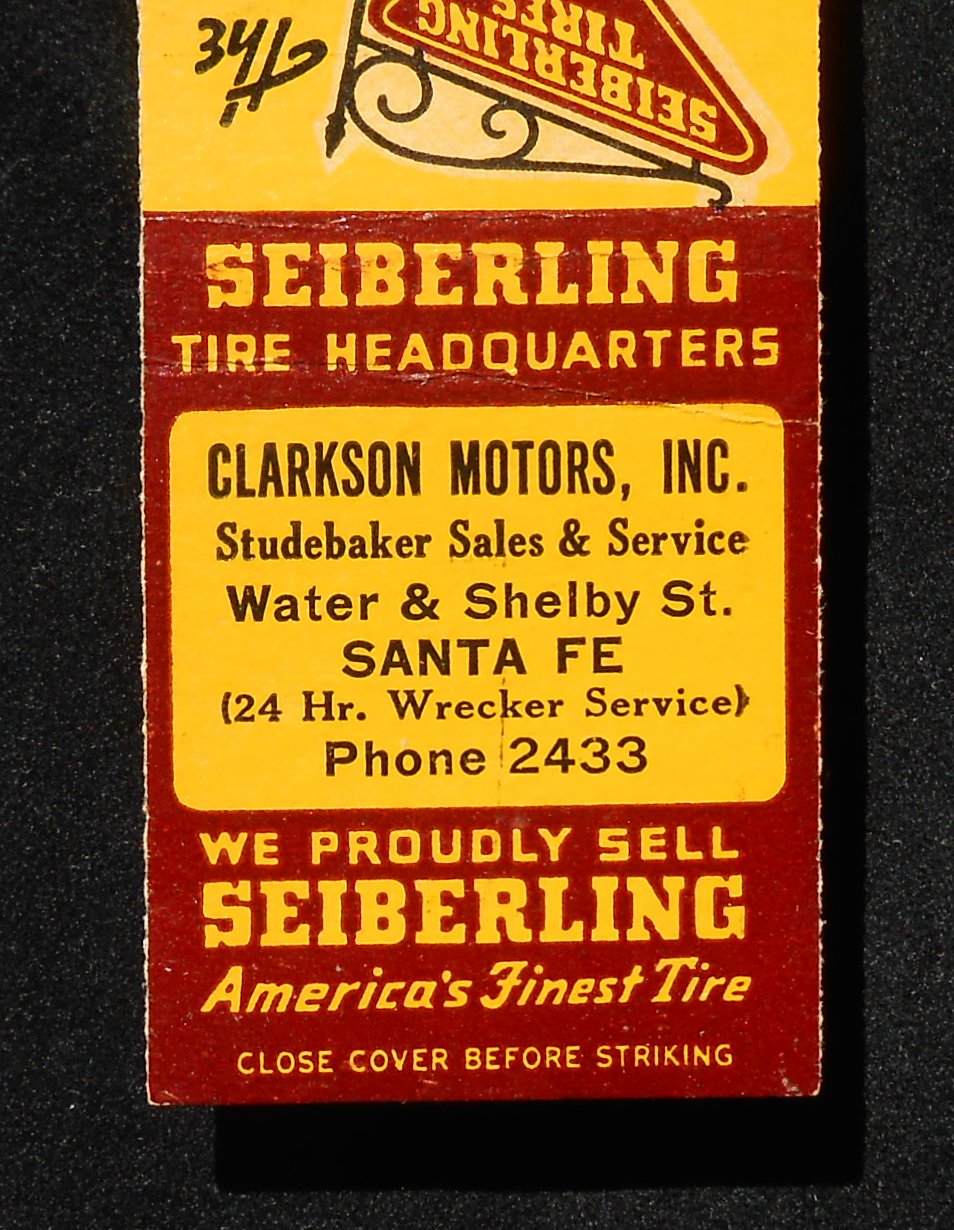 SEIBERLING
TIRES
SEIBERLING
TIRE HEADQUARTERS
CLARKSON MOTORS, INC.
Studebaker Sales & Service
Water & Shelby St.
SANTA FE
(24 Hr. Wrecker Service)
Phone 2433
WE PROUDLY SELL
SEIBERLING
America's Finest Tire
CLOSE COVER BEFORE STRIKING